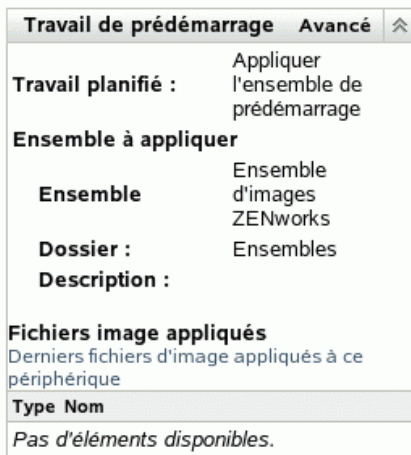 Travail de prédémarrage Avancé
Travail planifié : Appliquer
l'ensemble de
prédémarrage
Ensemble à appliquer
Ensemble Ensemble
d'images
ZENworks
Dossier : Ensembles
Description :
Fichiers image appliqués
Derniers fichiers d'image appliqués à ce
périphérique
Type Nom
Pas d'éléments disponibles.